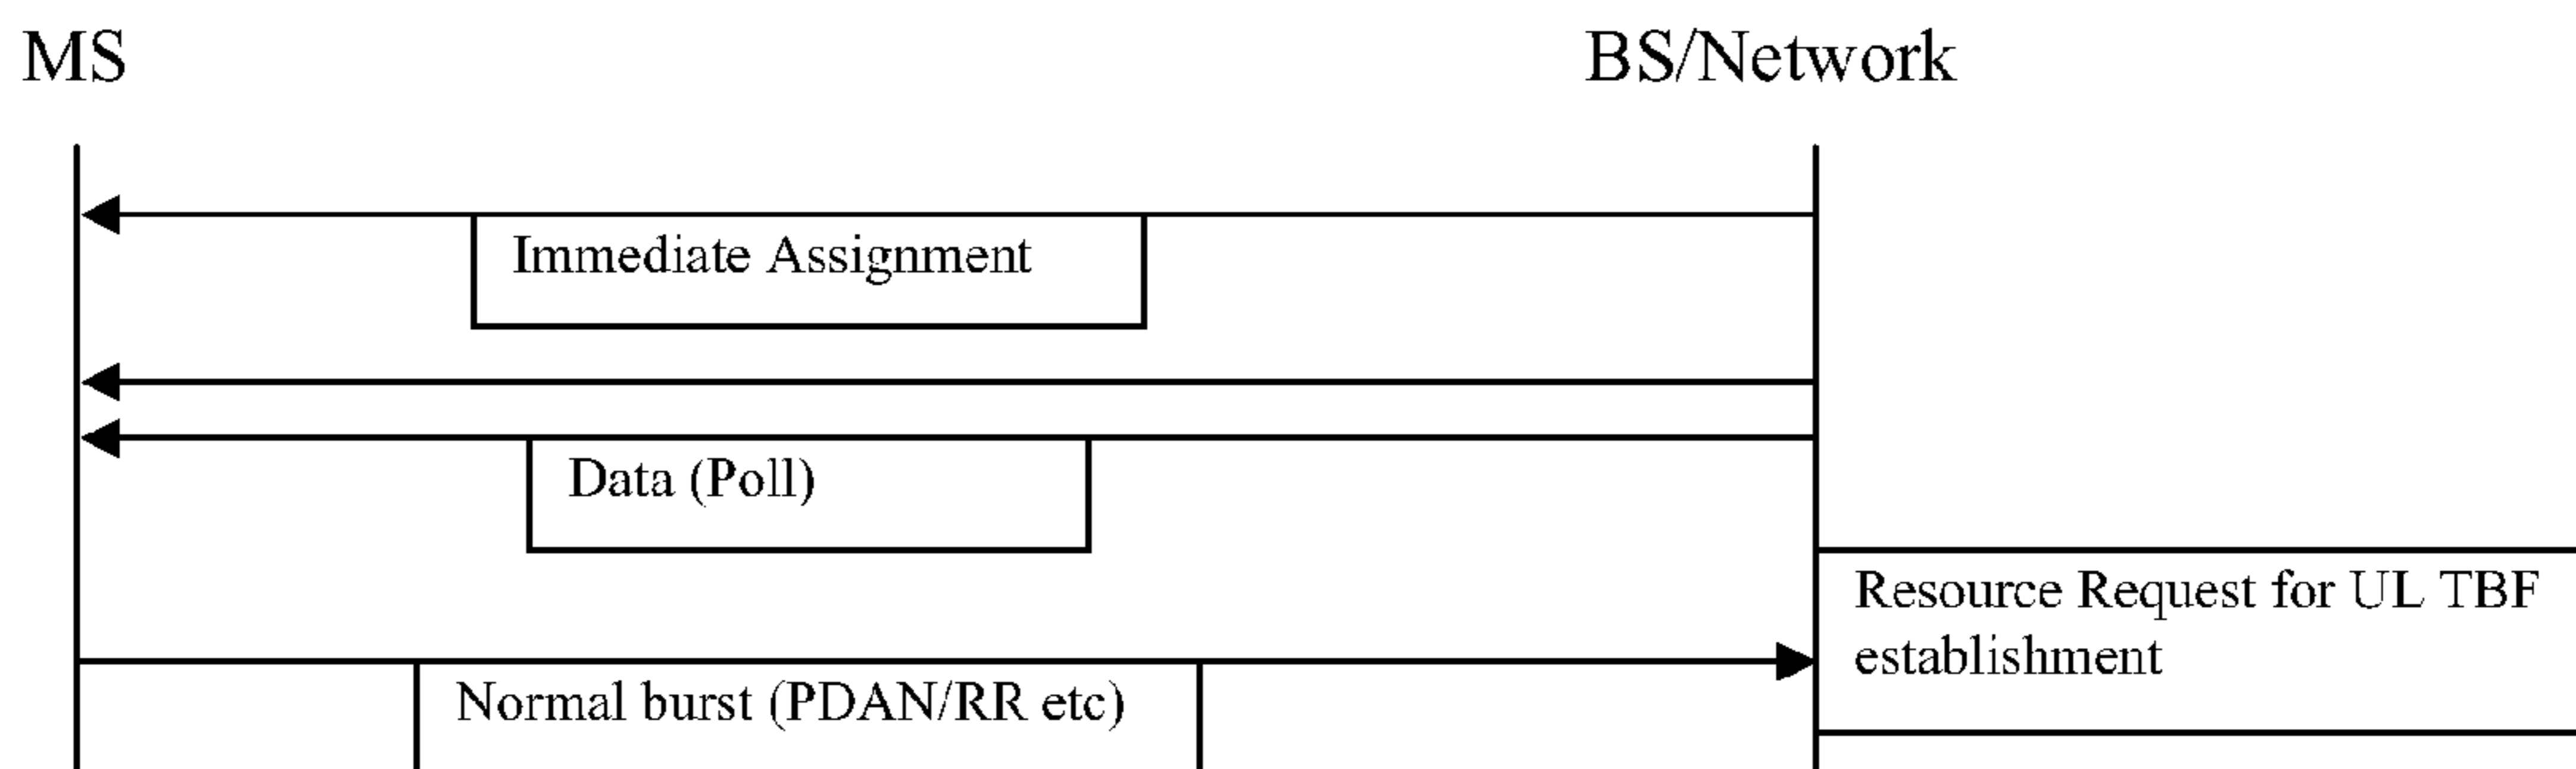 MS
BS/Network
Immediate Assignment
Data (Poll)
Resource Request for UL TBF
establishment
Normal burst (PDAN/RR etc)